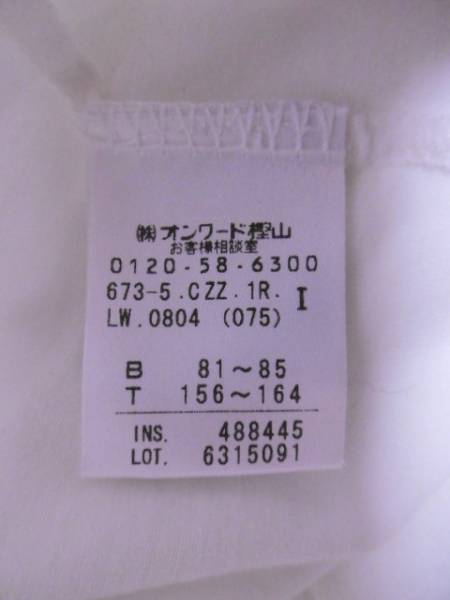 ㈱オンワード樫山
お客様相談室
0120-58-6300
673-5.CZZ.1R. I
LW.0804 (075)
B 81〜85
T 156〜164
INS. 488445
LOT. 6315091